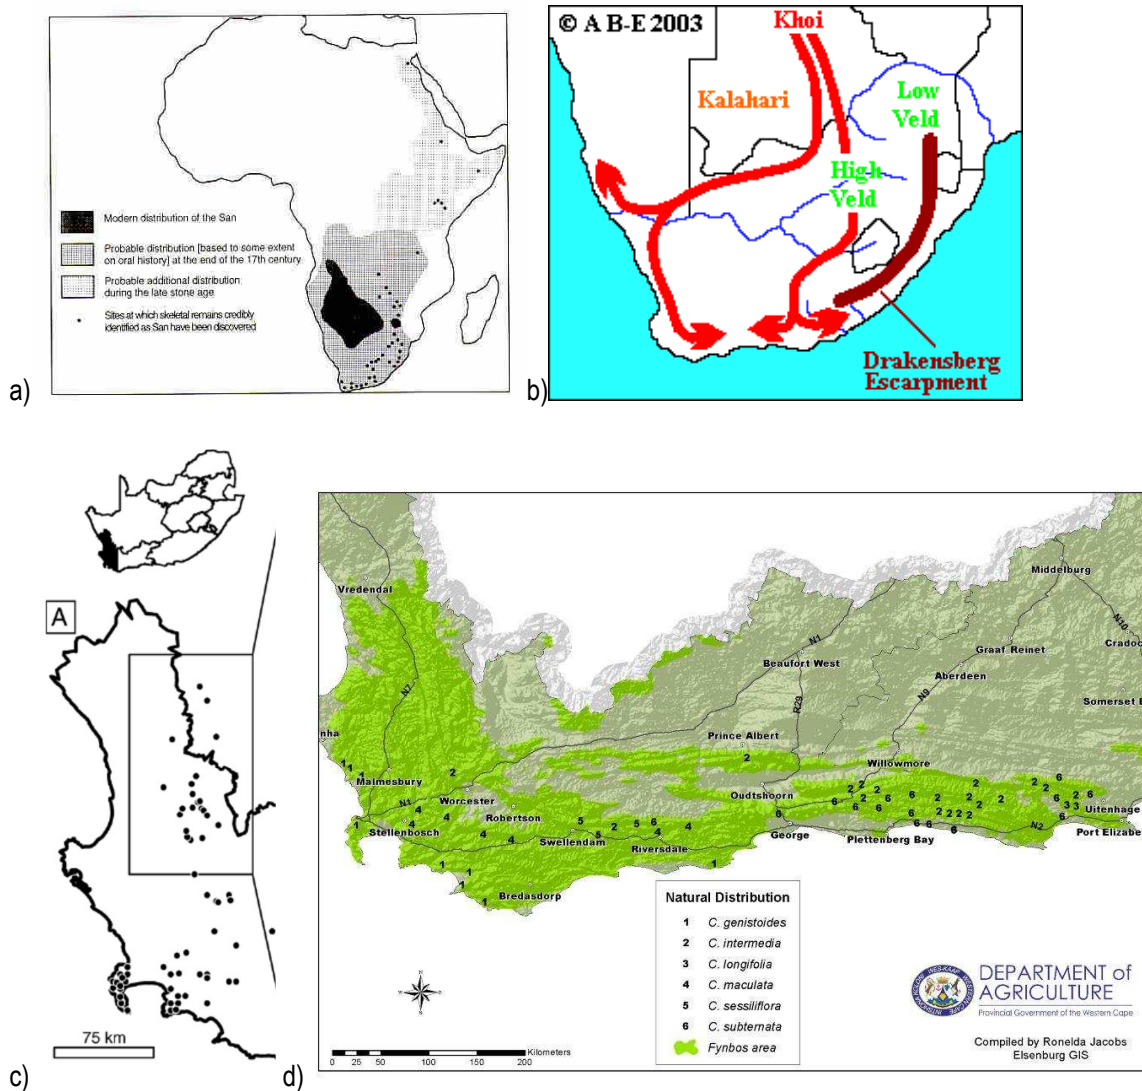 Modern distribution of the San
Probable distribution [based to some extent
on oral history] at the end of the 17th century
Probable additional distribution
during the late stone age
Sites at which skeletal remains credibly
identified as San have been discovered
a)
© A B-E 2003
Khoi
Kalahari
Low
Veld
High
Veld
Drakensberg
Escarpment
b)
A
75 km
c)
Vredendal
Middelburg
N10
N1
Cradoc
Graaf Reinet
Beaufort West
Aberdeen
N7
R29
N9
Somerset E
nha
Prince Albert
Willowmore
Malmesbury
Oudtshoorn
Worcester
N1
Robertson
Uitenhage
Stellenbosch
Swellendam
Riversdale
George
Plettenberg Bay
N2
Port Elizabe
Bredasdorp
Natural Distribution
1 C. genistoides
2 C. intermedia
3 C. longifolia
4 C. maculata
5 C. sessiliflora
6 C. subternata
Fynbos area
DEPARTMENT of
AGRICULTURE
Provincial Government of the Western Cape
Compiled by Ronelda Jacobs
Elsenburg GIS
Kilometers
0 25 50 100 150 200
d)